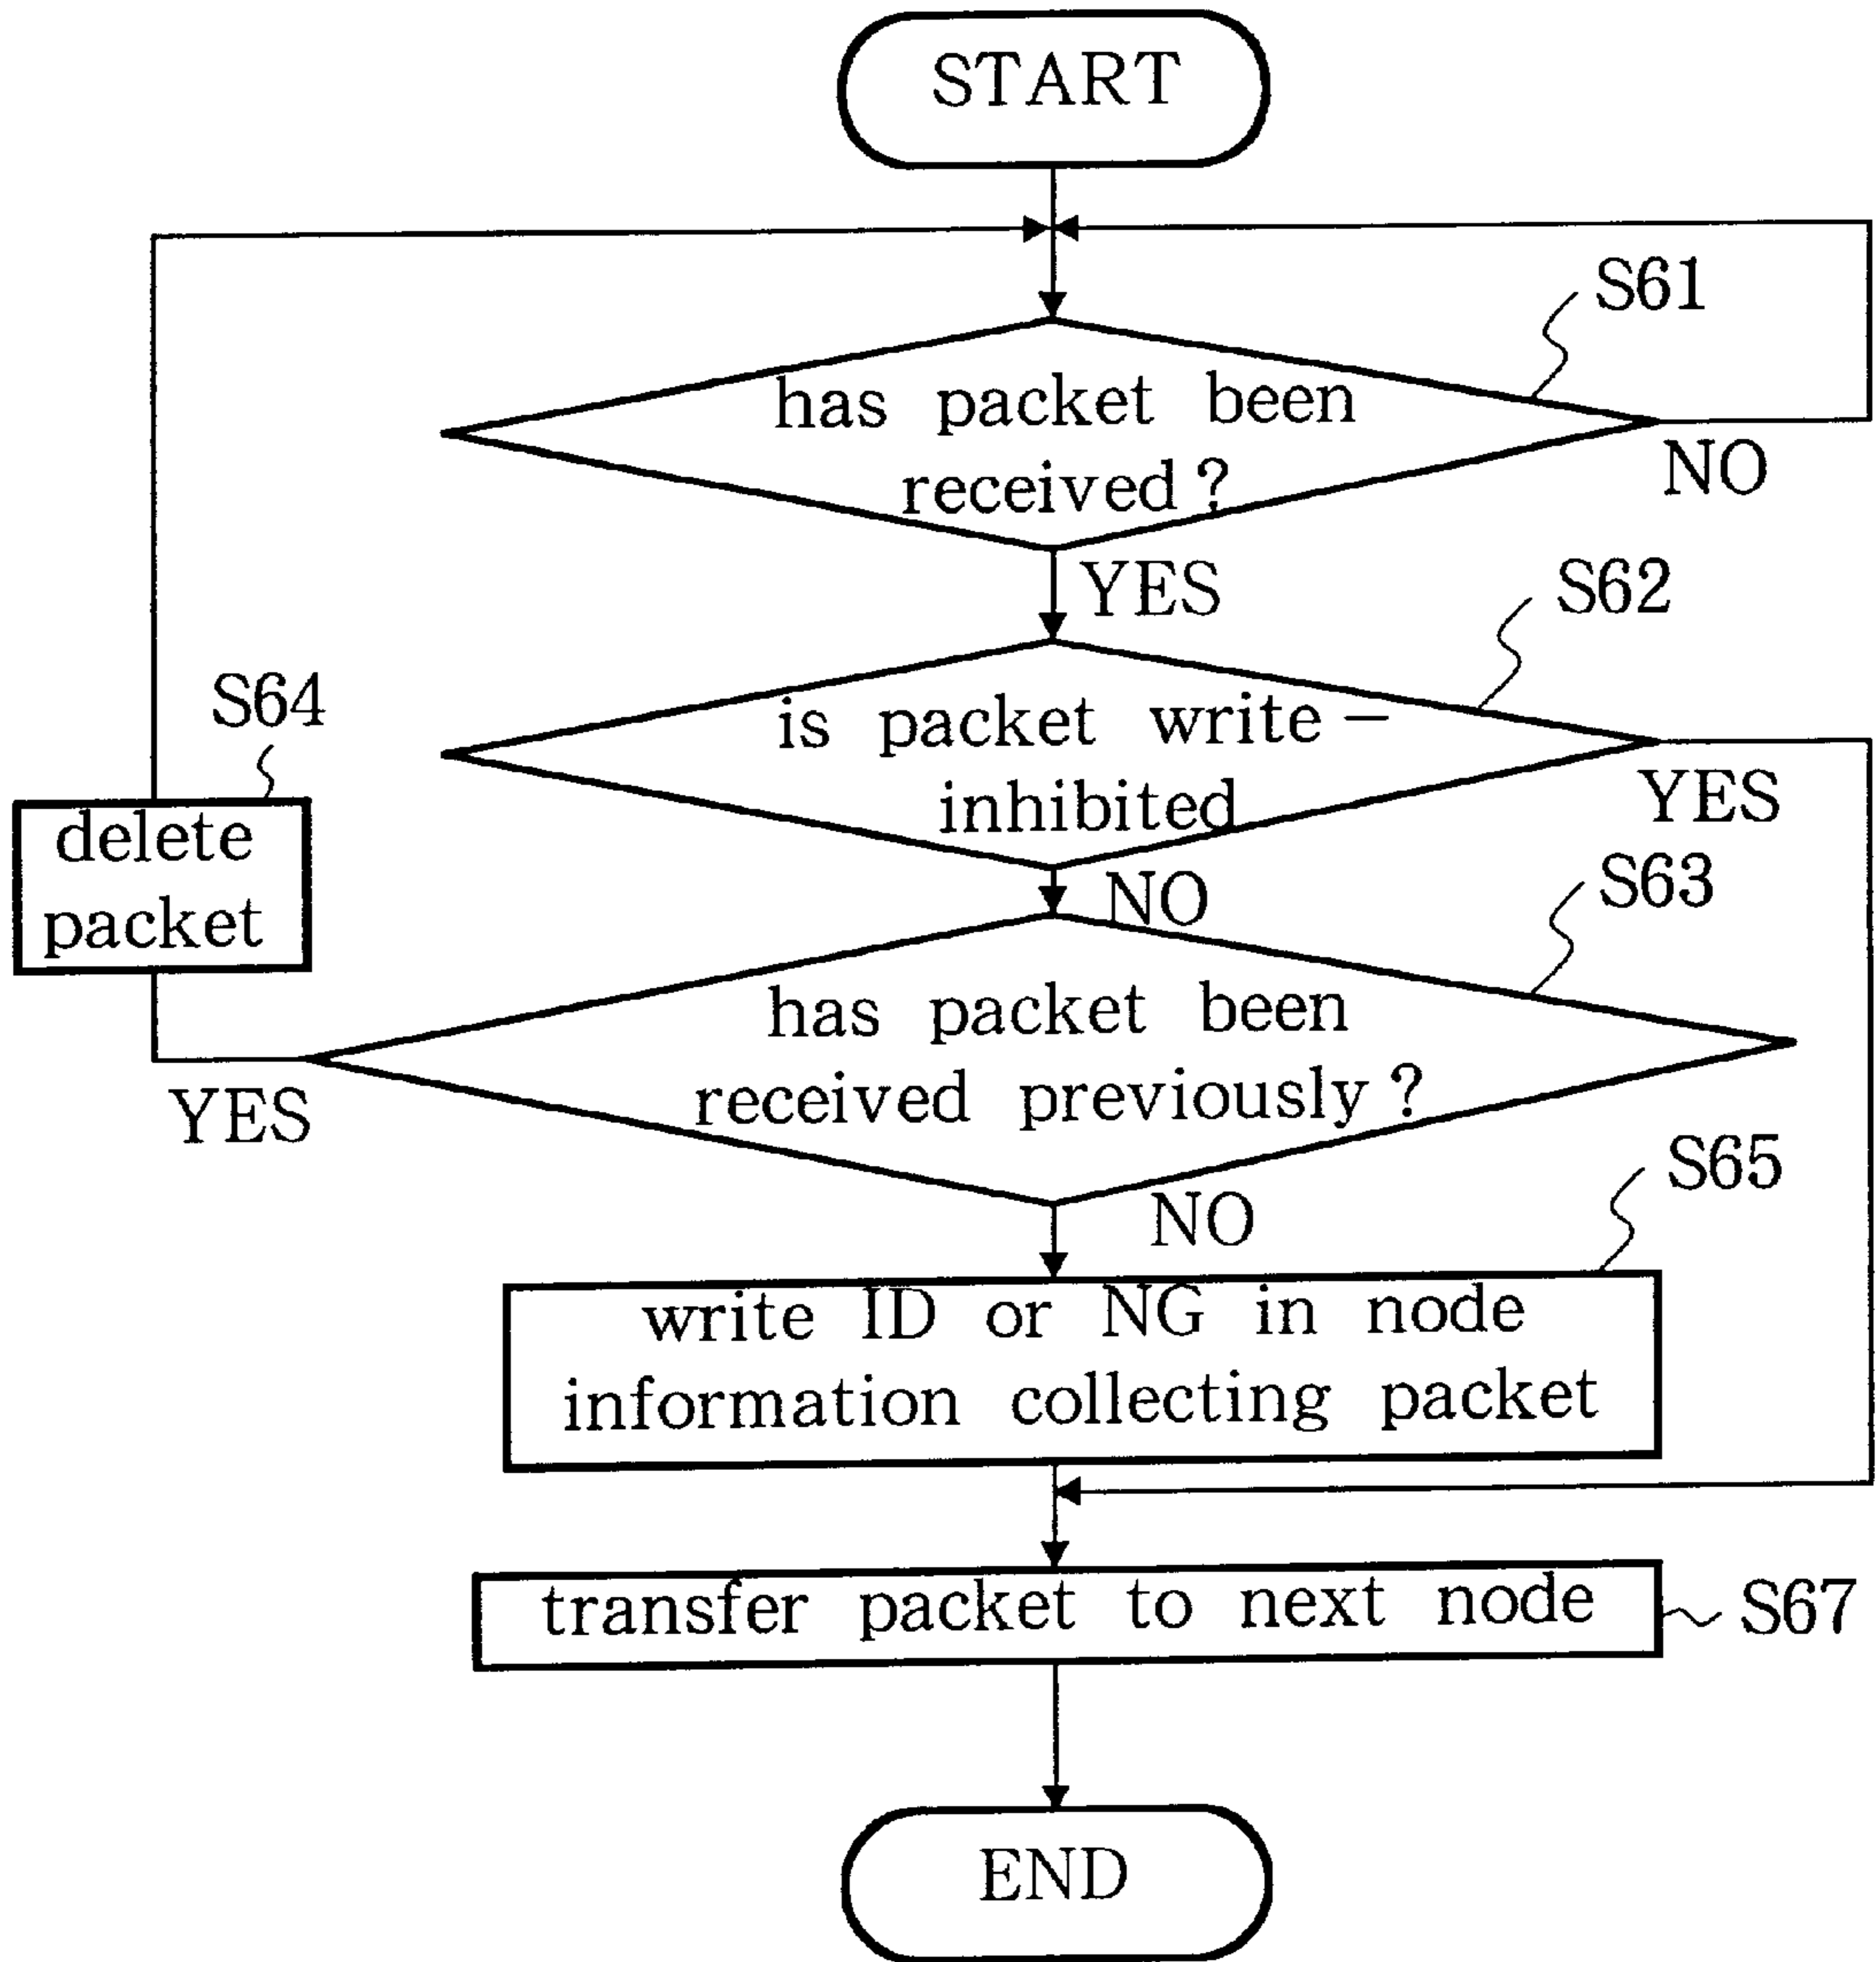 START
S61
has packet been
received?
NO
YES
S62
is packet write-
inhibited
YES
S64
delete
packet
NO
S63
has packet been
received previously?
YES
NO
S65
write ID or NG in node
information collecting packet
transfer packet to next node
S67
END